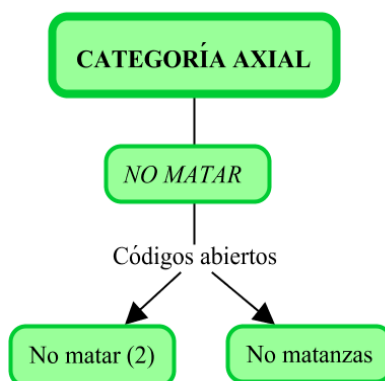 CATEGORÍA AXIAL
NO MATAR
Códigos abiertos
No matar (2)
No matanzas